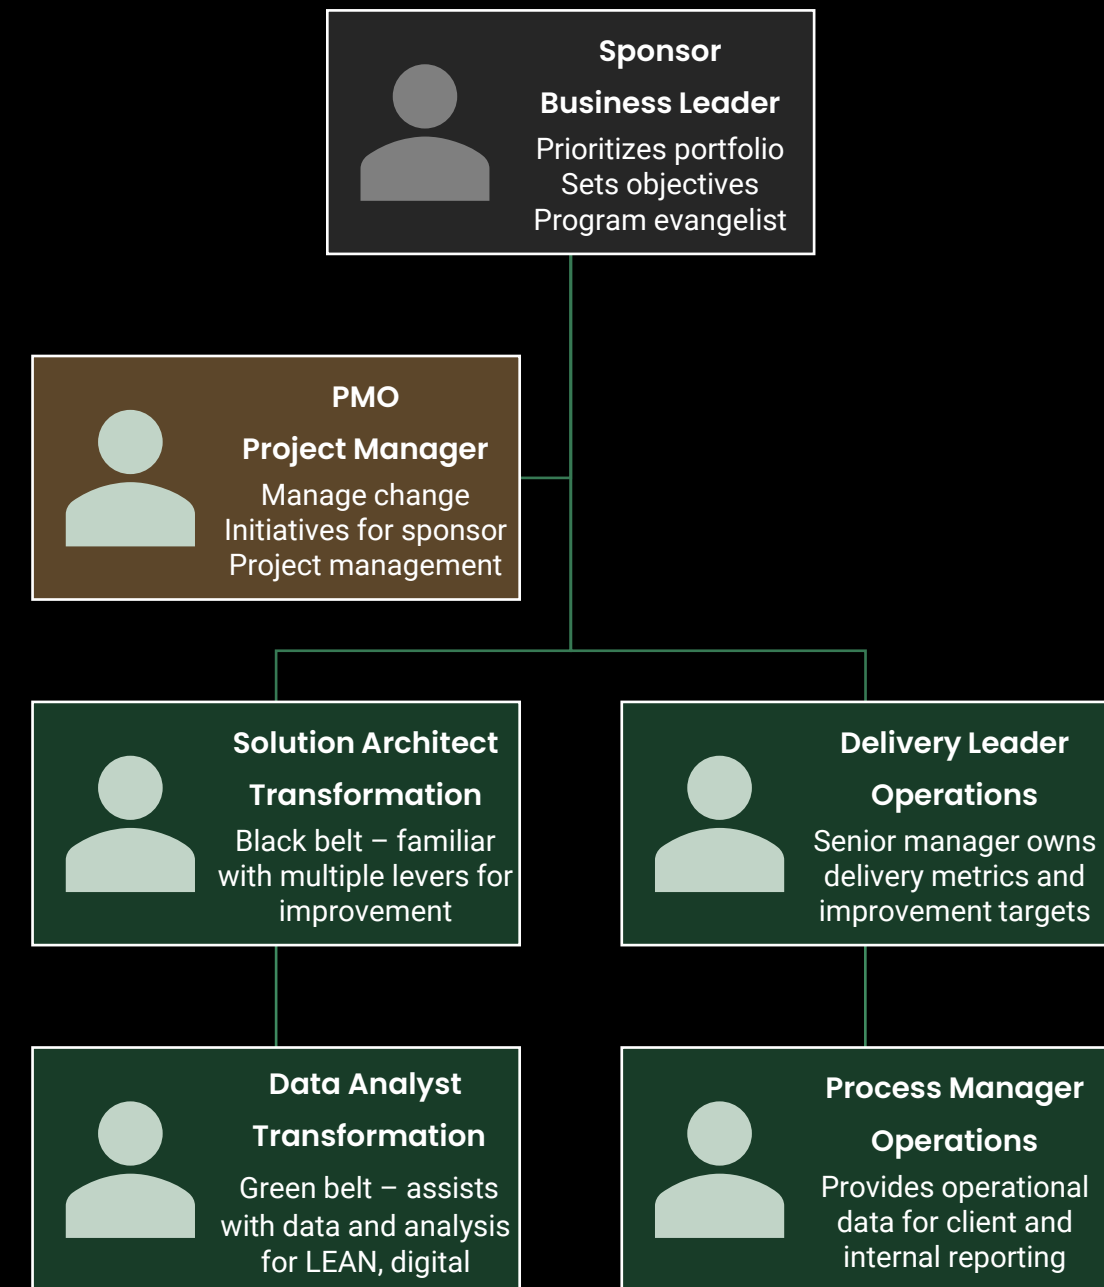 Sponsor
Business Leader
Prioritizes portfolio
Sets objectives
Program evangelist
PMO
Project Manager
Manage change
Initiatives for sponsor
Project management
Solution Architect
Transformation
Black belt – familiar
with multiple levers for
improvement
Delivery Leader
Operations
Senior manager owns
delivery metrics and
improvement targets
Data Analyst
Transformation
Green belt – assists
with data and analysis
for LEAN, digital
Process Manager
Operations
Provides operational
data for client and
internal reporting